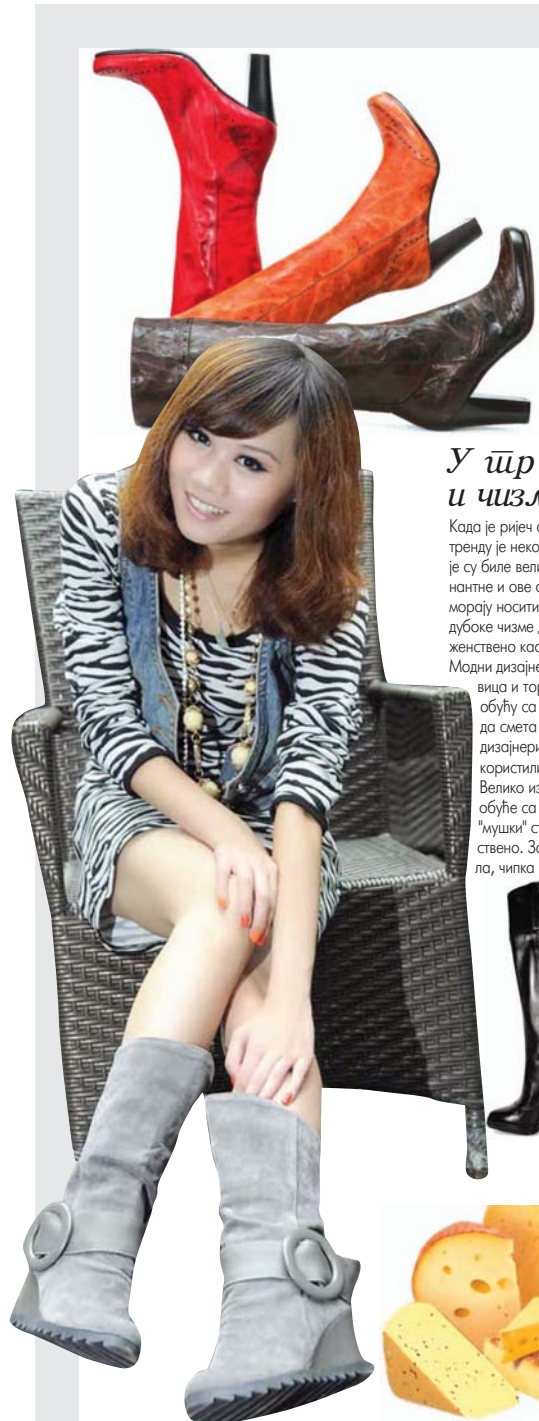 У тр
и чизм
Када је ријеч о
тренду је неко
је су биле вели
нантне и ове с
морају носити
дубоке чизме д
женствено као
Модни дизајне
вица и тор
обућу са
да смета
дизајнери
користили
Велико из
обуће са
"мушки" ст
ствено. За
ла, чипка